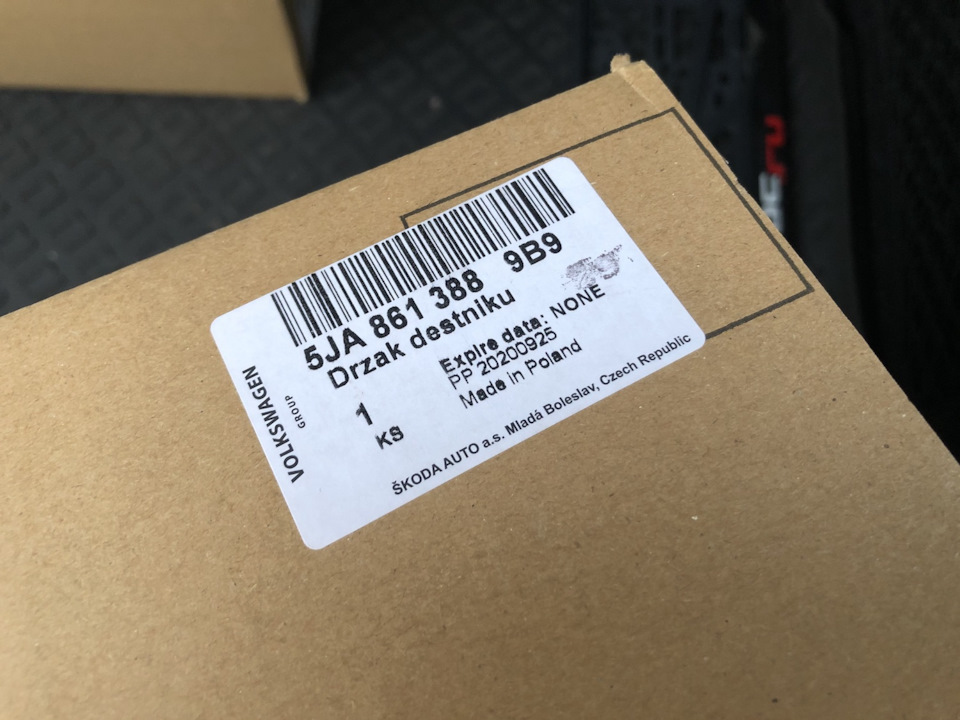 5JA 861 388 9B9
Drzak destniku
Expire data: NONE
PP 20200925
Made in Poland
1
ks
VOLKSWAGEN
GROUP
ŠKODA AUTO a.s. Mladá Boleslav, Czech Republic